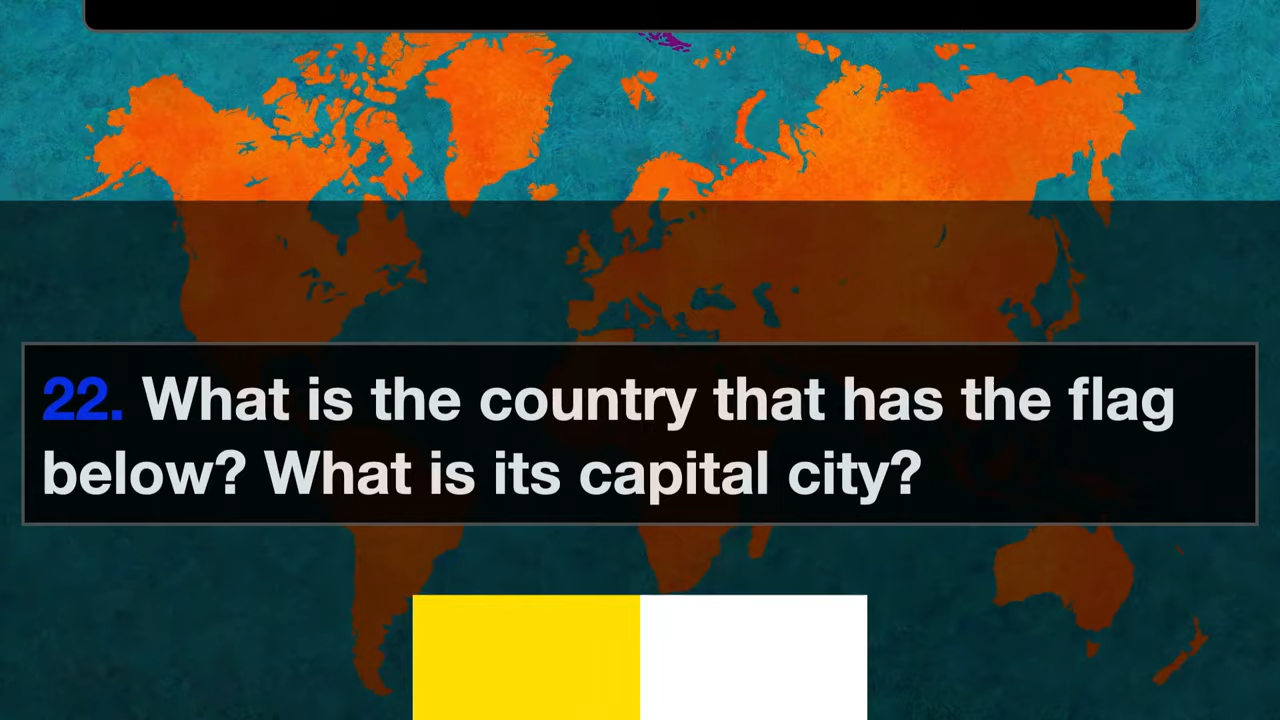 22. What is the country that has the flag
below? What is its capital city?